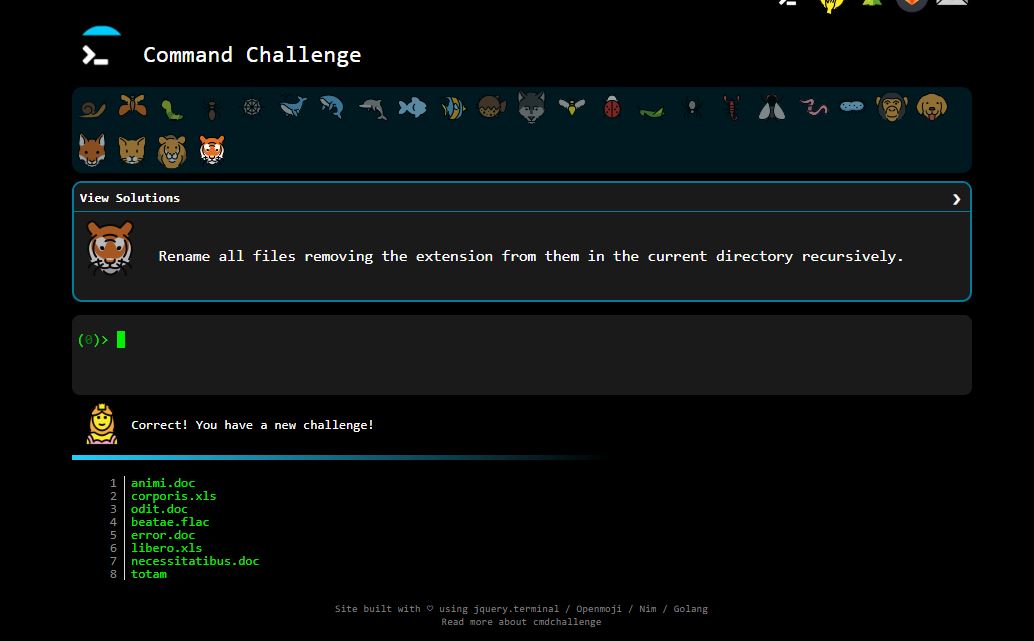 Command Challenge
View Solutions
Rename all files removing the extension from them in the current directory recursively.
(0)>
Correct! You have a new challenge!
1 animi.doc
2 corporis.xls
3 odit.doc
4 beatae.flac
5 error.doc
6 libero.xls
7 necessitatibus.doc
8 totam
Site built with ♡ using jquery.terminal / Openmoji / Nim / Golang
Read more about cmdchallenge